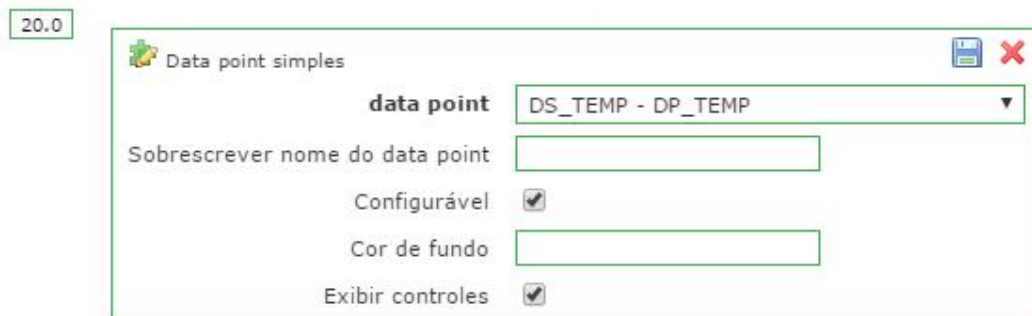 20.0
Data point simples
data point DS_TEMP - DP_TEMP
Sobrescrever nome do data point
Configurável
Cor de fundo
Exibir controles